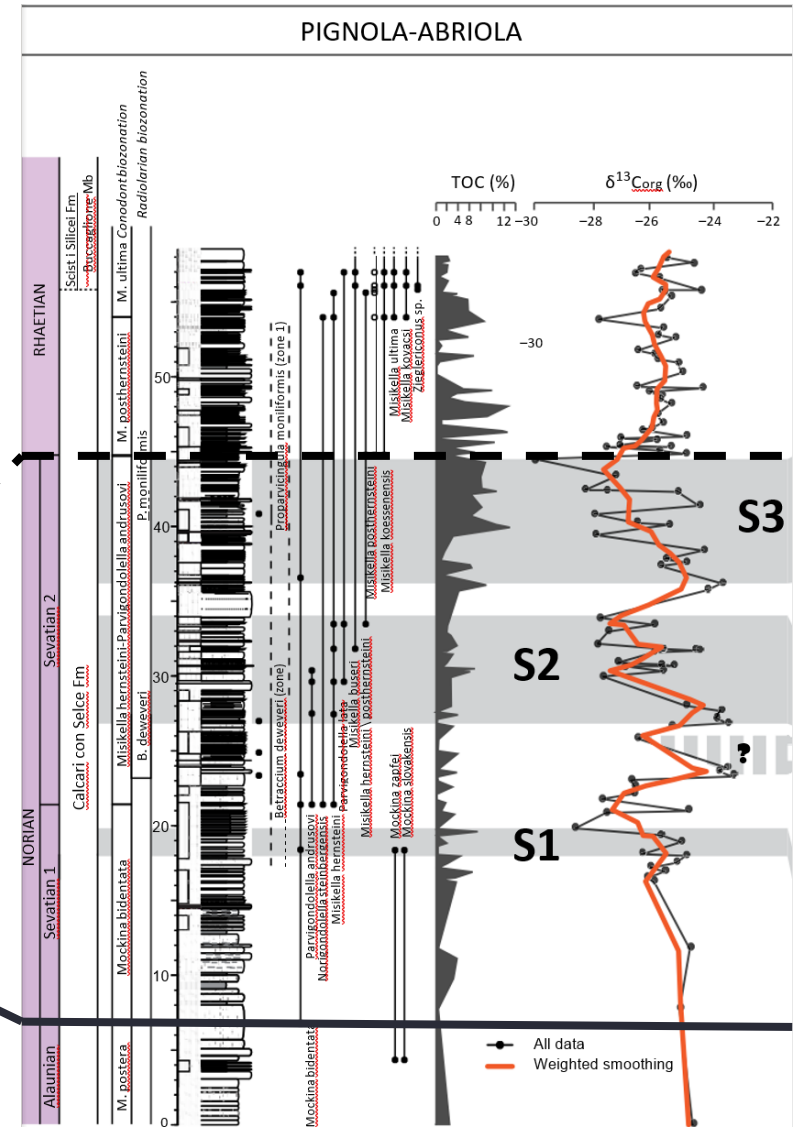 PIGNOLA-ABRIOLA
Conodont biozonation
Radiolarian biozonation
Scist i Silicei Fm
Buccaglione Mb
TOC (%)
δ¹³Corg (‰)
0 4 8 12 −30 −28 −26 −24 −22
RHAETIAN
M. ultima
M. posthernsteini
P. moniliformis
50
Proparvicingula moniliformis (zone 1)
Misikella ultima
Misikella kovacsi
Zieglericonus sp.
−30
NORIAN
Sevatian 2
Calcari con Selce Fm
Misikella hernsteini-Parvigondolella andrusovi
B. deweveri
40
30
20
Betraccium deweveri (zone)
Misikella posthernsteini
Misikella koessenensis
Parvigondolella lata
Misikella buseri
Misikella hernsteini \ posthernsteini
Mockina zapfei
Mockina slovakensis
S3
S2
?
S1
Sevatian 1
Mockina bidentata
10
Parvigondolella andrusovi
Norigondolella steinbergensis
Misikella hernsteini
Alaunian
M. postera
0
Mockina bidentata
All data
Weighted smoothing